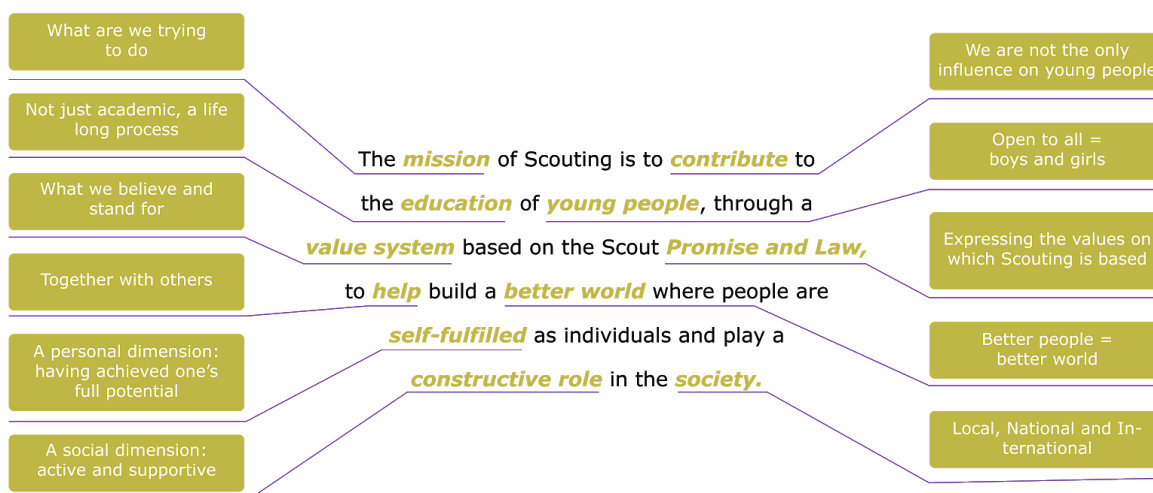 What are we trying
to do
Not just academic, a life
long process
What we believe and
stand for
Together with others
A personal dimension:
having achieved one's
full potential
A social dimension:
active and supportive
The mission of Scouting is to contribute to
the education of young people, through a
value system based on the Scout Promise and Law,
to help build a better world where people are
self-fulfilled as individuals and play a
constructive role in the society.
We are not the only
influence on young people
Open to all =
boys and girls
Expressing the values on
which Scouting is based
Better people =
better world
Local, National and In-
ternational